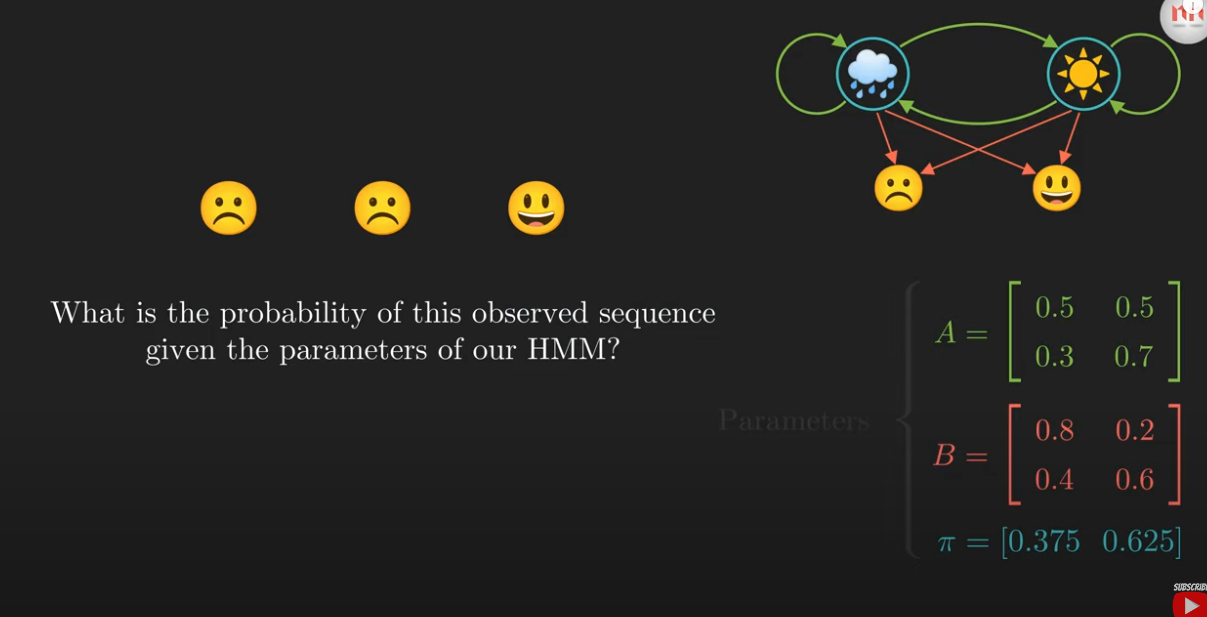 What is the probability of this observed sequence
given the parameters of our HMM?
Parameters
A = [ 0.5 0.5
0.3 0.7 ]
B = [ 0.8 0.2
0.4 0.6 ]
π = [0.375 0.625]
SUBSCRIBE